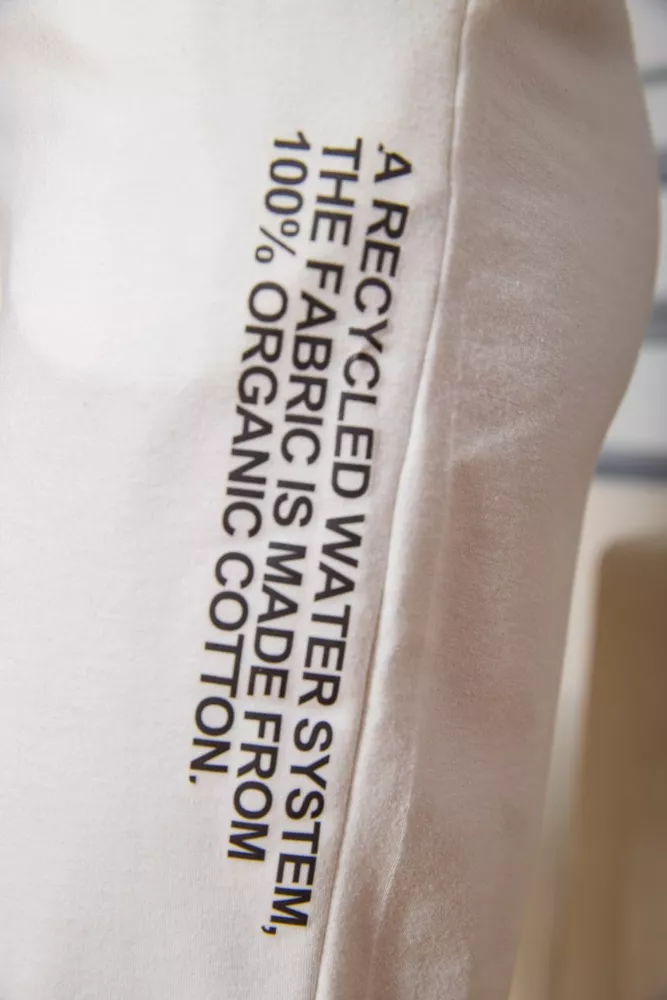 A RECYCLED WATER SYSTEM,
THE FABRIC IS MADE FROM
100% ORGANIC COTTON.